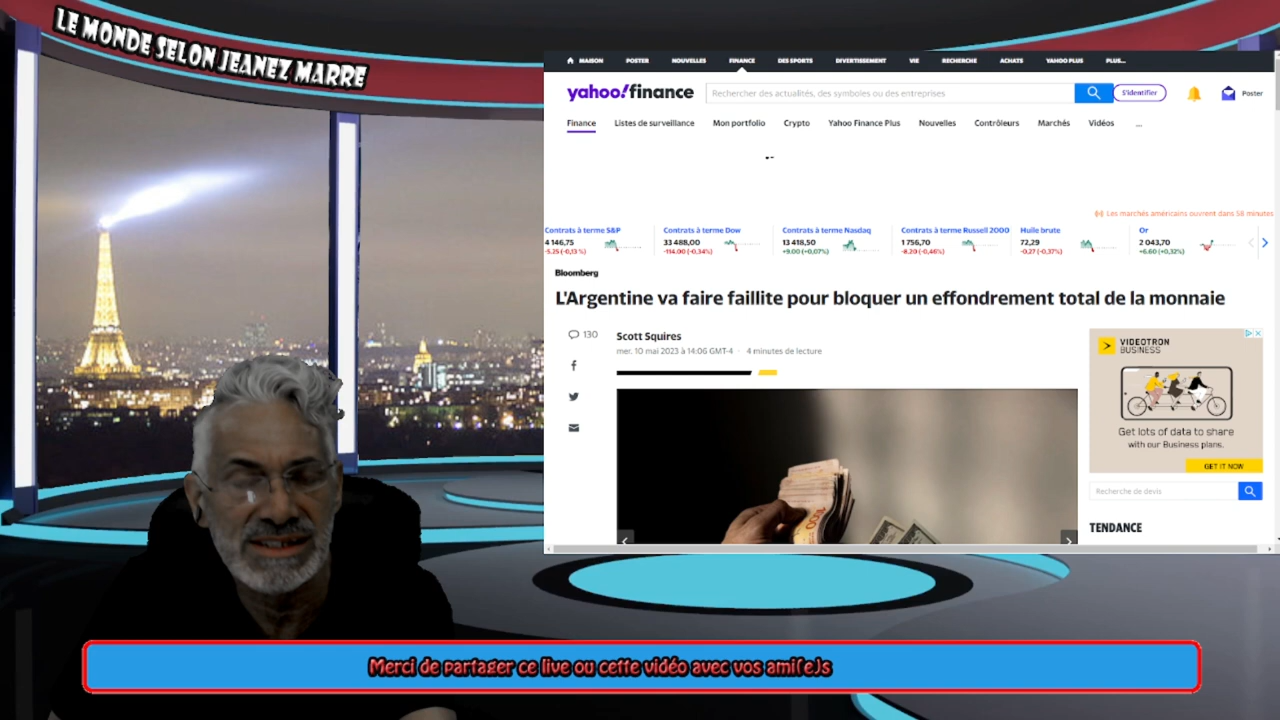 LE MONDE SELON JEANEZ MARRE
MAISON POSTER NOUVELLES FINANCE DES SPORTS DIVERTISSEMENT VIE RECHERCHE ACHATS YAHOO PLUS PLUS...
yahoo!finance Rechercher des actualités, des symboles ou des entreprises S'identifier Poster
Finance Listes de surveillance Mon portfolio Crypto Yahoo Finance Plus Nouvelles Contrôleurs Marchés Vidéos ...
Les marchés américains ouvrent dans 58 minutes
Contrats à terme S&P Contrats à terme Dow Contrats à terme Nasdaq Contrats à terme Russell 2000 Huile brute Or
4 146,75 33 488,00 13 418,50 1 756,70 72,29 2 043,70
-5.25 (-0,13 %) -114.00 (-0,34%) +9.00 (+0,07%) -8.20 (-0,46%) -0,27 (-0,37%) +6.60 (+0,32%)
Bloomberg
L'Argentine va faire faillite pour bloquer un effondrement total de la monnaie
130 Scott Squires
mer. 10 mai 2023 à 14:06 GMT-4 · 4 minutes de lecture
VIDEOTRON
BUSINESS
Get lots of data to share
with our Business plans.
GET IT NOW
Recherche de devis
TENDANCE
Merci de partager ce live ou cette vidéo avec vos ami(e)s